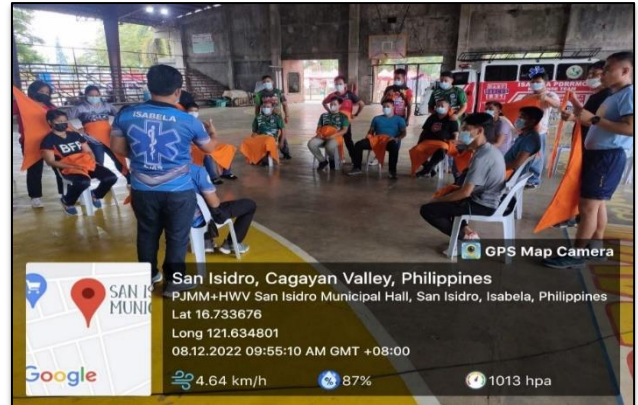 ISABELA
BFP
GPS Map Camera
SAN IS
MUNIC
Google
San Isidro, Cagayan Valley, Philippines
PJMM+HWV San Isidro Municipal Hall, San Isidro, Isabela, Philippines
Lat 16.733676
Long 121.634801
08.12.2022 09:55:10 AM GMT +08:00
4.64 km/h
87%
1013 hpa